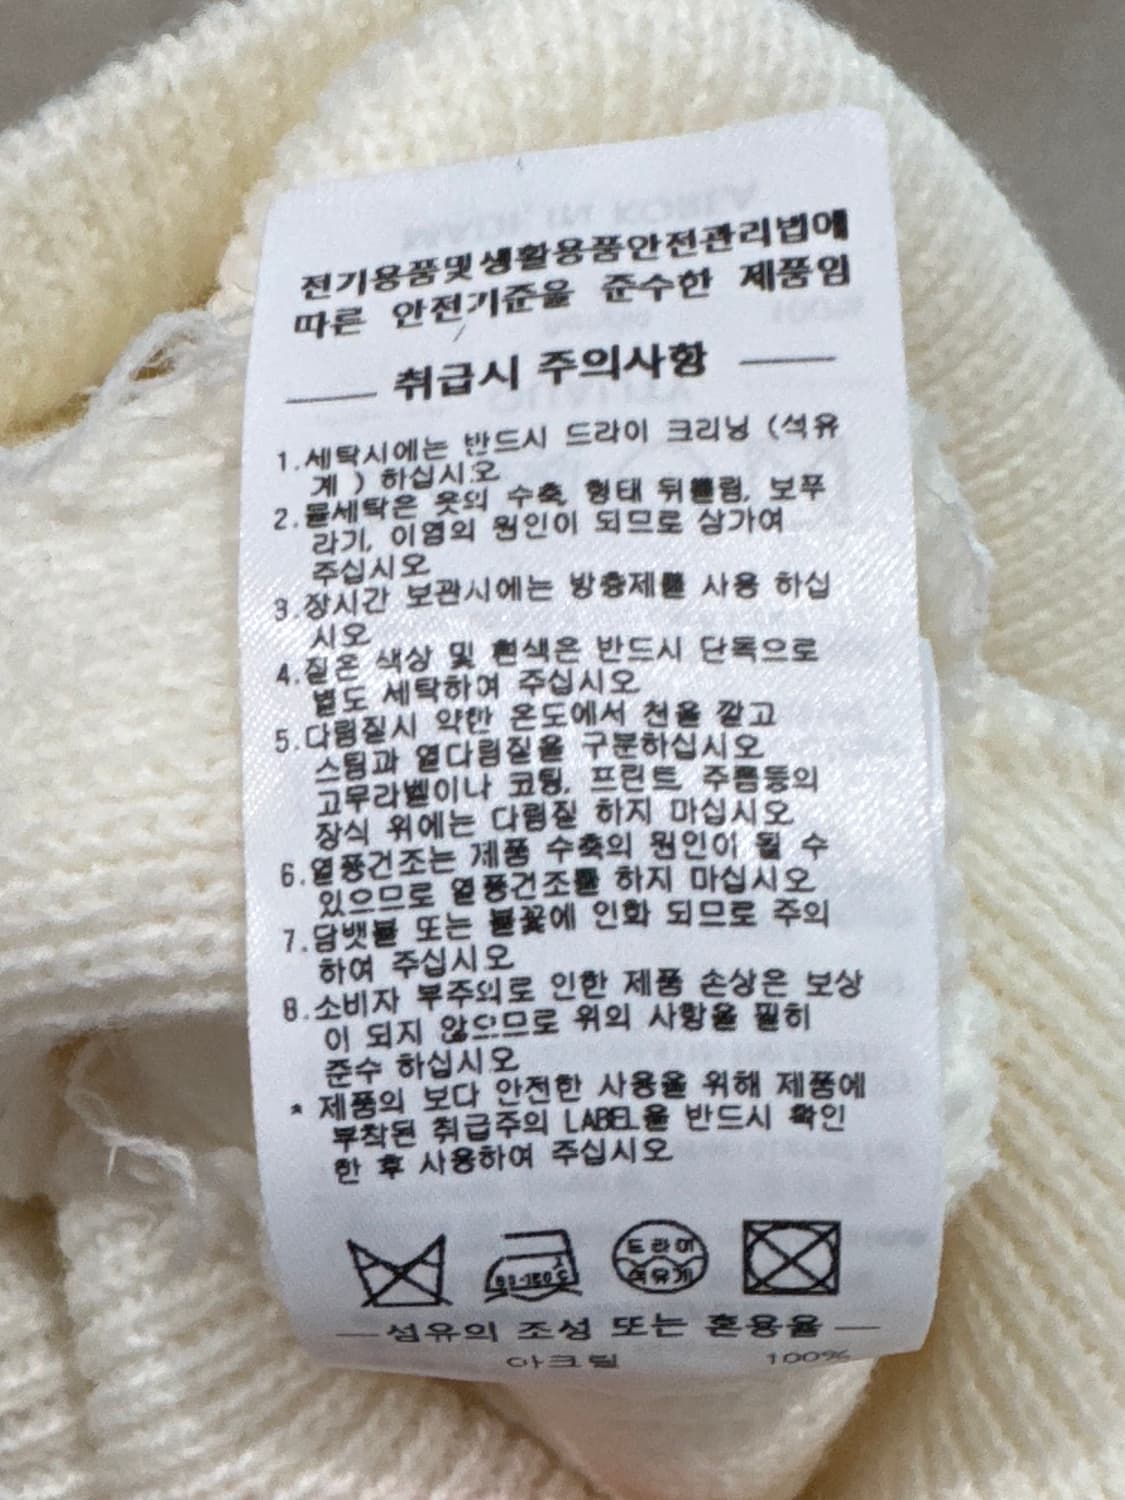 전기용품및생활용품안전관리법에
따른 안전기준을 준수한 제품임
취급시 주의사항
1.세탁시에는 반드시 드라이 크리닝 (석유
계 ) 하십시오
2.물세탁은 옷의 수축, 형태 뒤틀림, 보푸
라기, 이염의 원인이 되므로 삼가여
주십시오
3.장시간 보관시에는 방충제를 사용 하십
시오
4.짙은 색상 및 흰색은 반드시 단독으로
별도 세탁하여 주십시오
5.다림질시 약한 온도에서 천을 깔고
스팀과 열다림질을 구분하십시오
고무라벨이나 코팅, 프린트, 주름등의
장식 위에는 다림질 하지 마십시오
6.열풍건조는 제품 수축의 원인이 될 수
있으므로 열풍건조를 하지 마십시오
7.담뱃불 또는 불꽃에 인화 되므로 주의
하여 주십시오
8.소비자 부주의로 인한 제품 손상은 보상
이 되지 않으므로 위의 사항을 필히
준수 하십시오
* 제품의 보다 안전한 사용을 위해 제품에
부착된 취급주의 LABEL을 반드시 확인
한 후 사용하여 주십시오
80-120℃
드라이
석유계
섬유의 조성 또는 혼용율
아크릴 100%